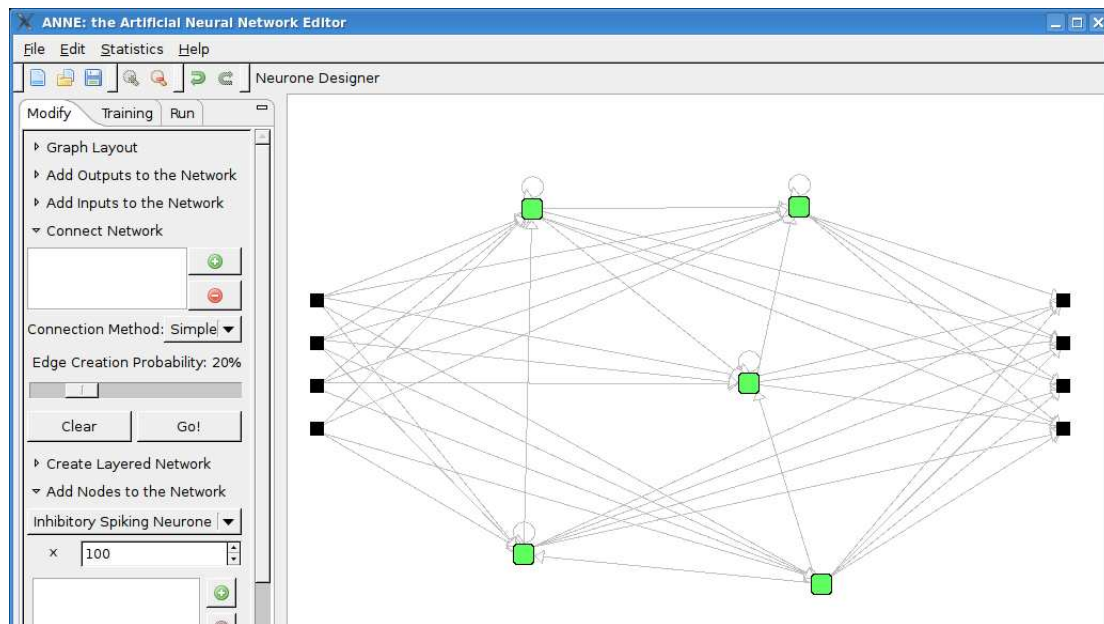 ANNE: the Artificial Neural Network Editor
File Edit Statistics Help
Neurone Designer
Modify Training Run
Graph Layout
Add Outputs to the Network
Add Inputs to the Network
Connect Network
Connection Method: Simple
Edge Creation Probability: 20%
Clear Go!
Create Layered Network
Add Nodes to the Network
Inhibitory Spiking Neurone
× 100